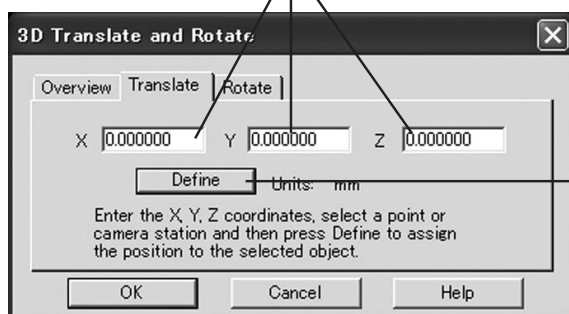 3D Translate and Rotate
Overview Translate Rotate
X 0.000000 Y 0.000000 Z 0.000000
Define Units: mm
Enter the X, Y, Z coordinates, select a point or
camera station and then press Define to assign
the position to the selected object.
OK Cancel Help